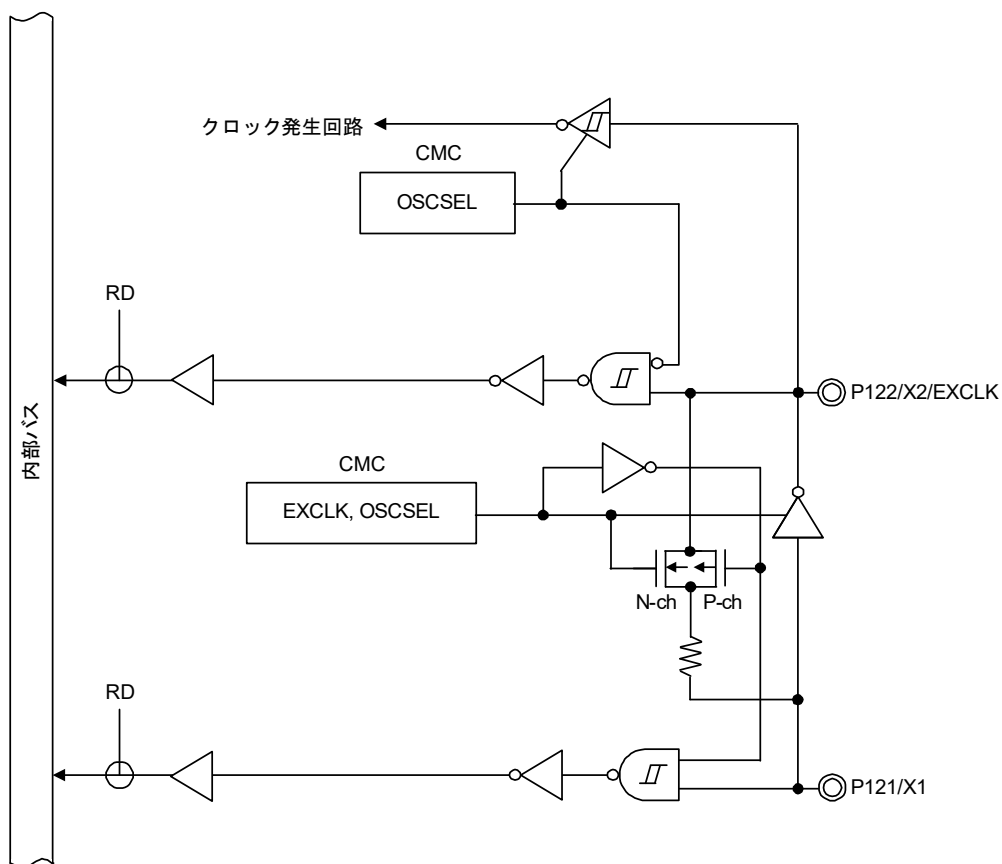 クロック発生回路
CMC
OSCSEL
RD
P122/X2/EXCLK
内部バス
CMC
EXCLK, OSCSEL
N-ch
P-ch
RD
P121/X1